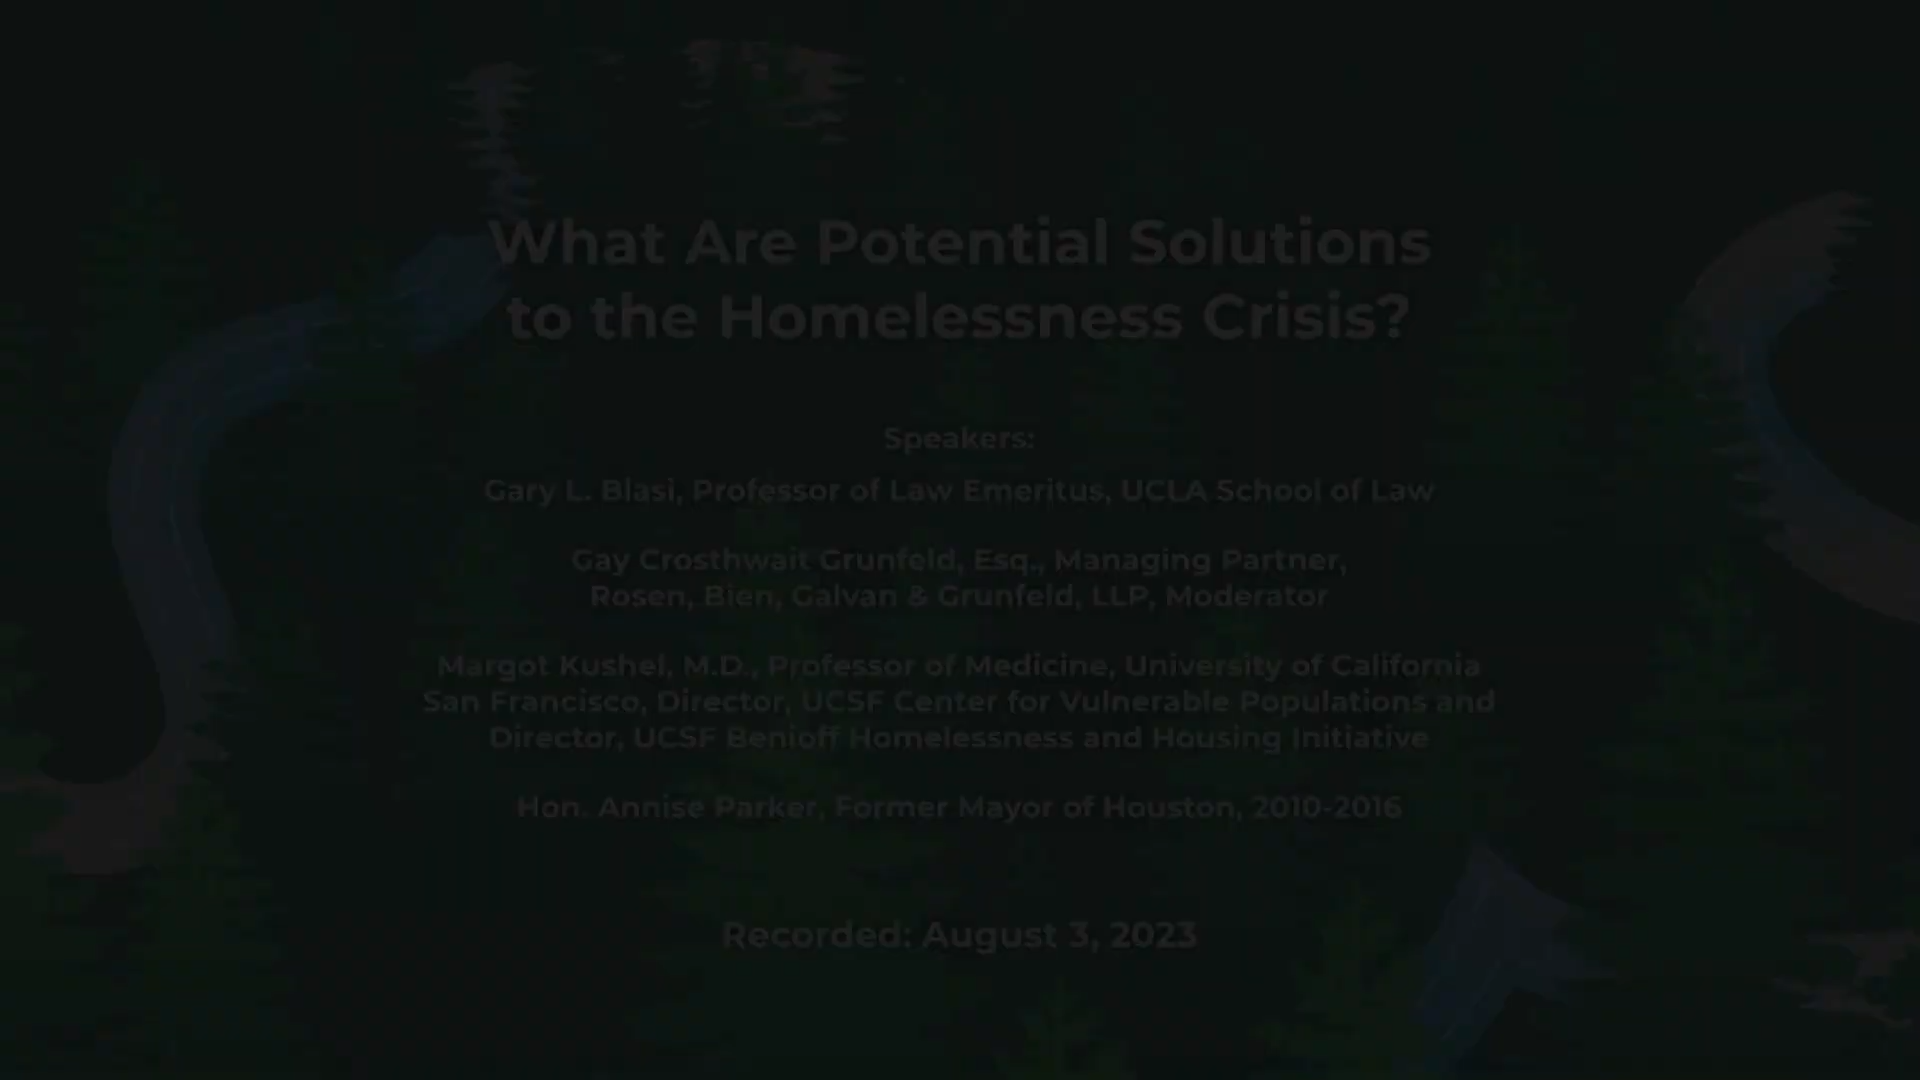 What Are Potential Solutions
to the Homelessness Crisis?
Speakers:
Gary L. Blasi, Professor of Law Emeritus, UCLA School of Law
Gay Crosthwait Grunfeld, Esq., Managing Partner,
Rosen, Bien, Galvan & Grunfeld, LLP, Moderator
Margot Kushel, M.D., Professor of Medicine, University of California
San Francisco, Director, UCSF Center for Vulnerable Populations and
Director, UCSF Benioff Homelessness and Housing Initiative
Hon. Annise Parker, Former Mayor of Houston, 2010-2016
Recorded: August 3, 2023